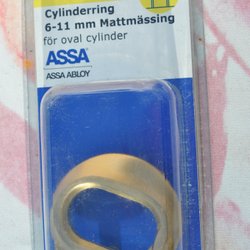 Cylinderring
6-11 mm Mattmässing
för oval cylinder
ASSA
ASSA ABLOY